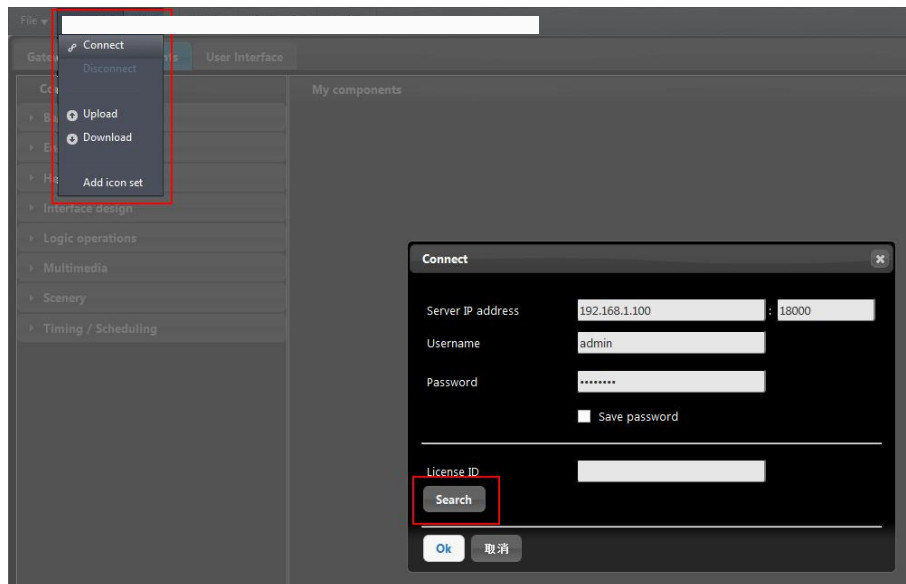 File
Connect
Disconnect
Upload
Download
Add icon set
User Interface
My components
Interface design
Logic operations
Multimedia
Scenery
Timing / Scheduling
Connect
Server IP address 192.168.1.100 : 18000
Username admin
Password ••••••••
Save password
License ID
Search
Ok 取消